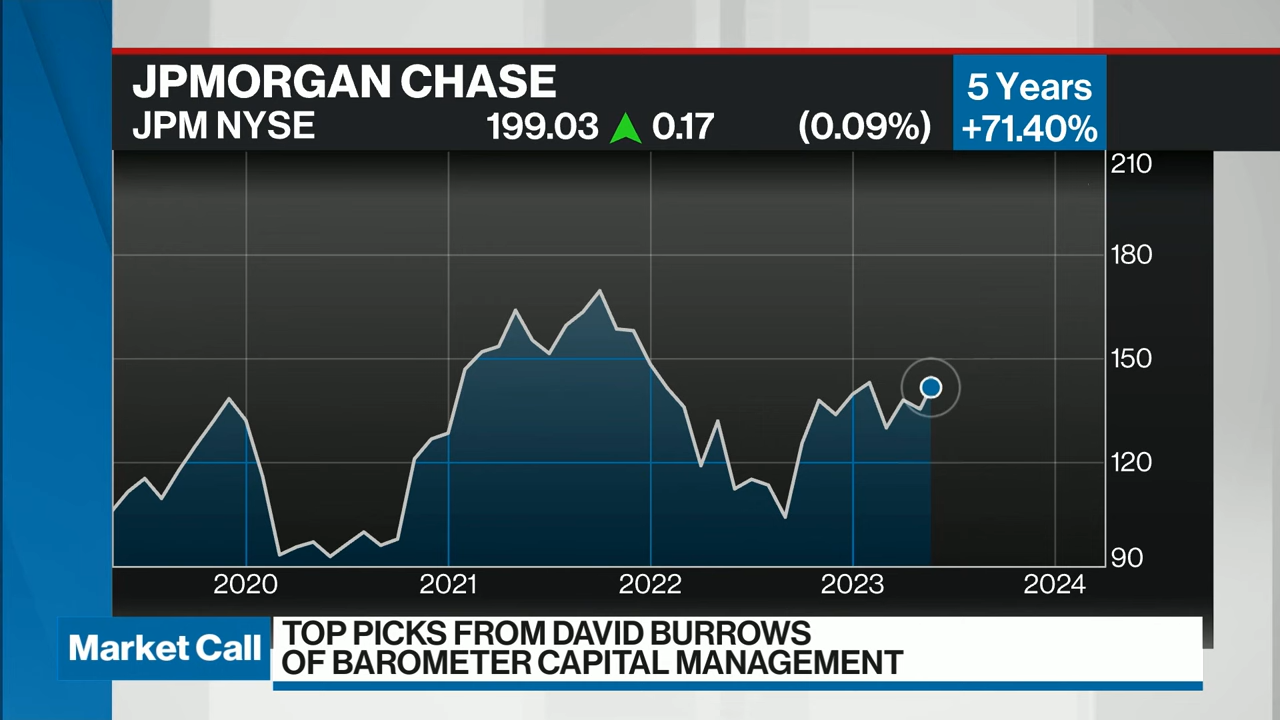 JPMORGAN CHASE
JPM NYSE 199.03 0.17 (0.09%)
5 Years
+71.40%
210
180
150
120
90
2020 2021 2022 2023 2024
Market Call
TOP PICKS FROM DAVID BURROWS
OF BAROMETER CAPITAL MANAGEMENT